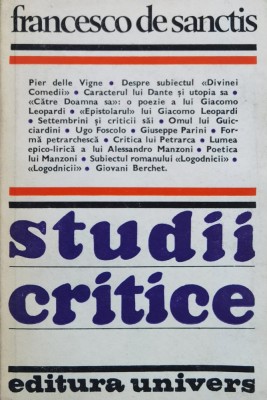 francesco de sanctis
Pier delle Vigne • Despre subiectul «Divinei
Comedii» • Caracterul lui Dante și utopia sa •
«Către Doamna sa»: o poezie a lui Giacomo
Leopardi • «Epistolarul» lui Giacomo Leopardi
• Settembrini și criticii săi • Omul lui Guic-
ciardini • Ugo Foscolo • Giuseppe Parini • For-
mă petrarchescă • Critica lui Petrarca • Lumea
epico-lirică a lui Alessandro Manzoni • Poetica
lui Manzoni • Subiectul romanului «Logodnicii» •
«Logodnicii» • Giovani Berchet.
studii
critice
editura univers